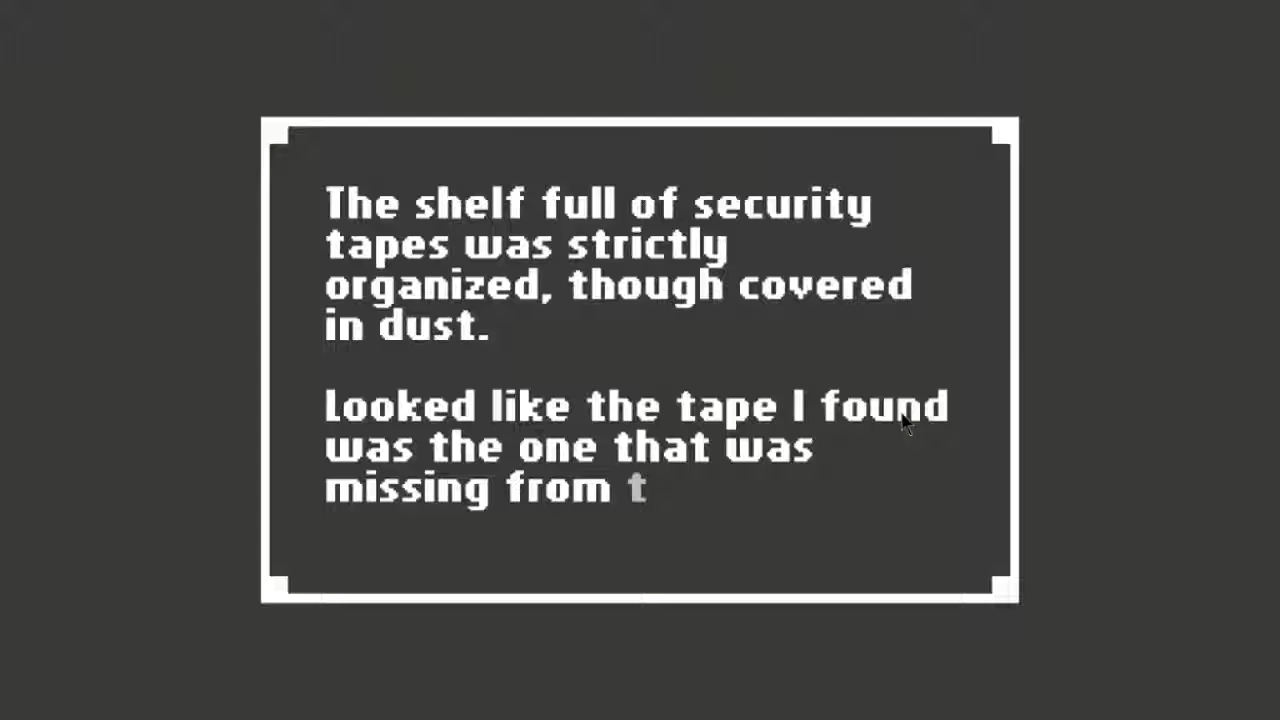 The shelf full of security
tapes was strictly
organized, though covered
in dust.
Looked like the tape I found
was the one that was
missing from t